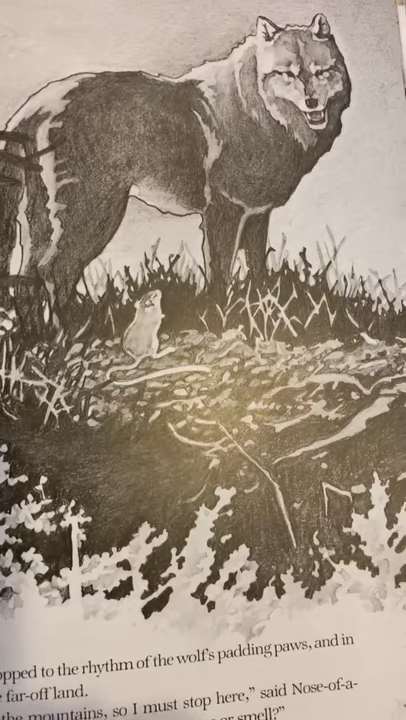 opped to the rhythm of the wolf's padding paws, and in
far-off land.
the mountains, so I must stop here," said Nose-of-a-
or smell?"